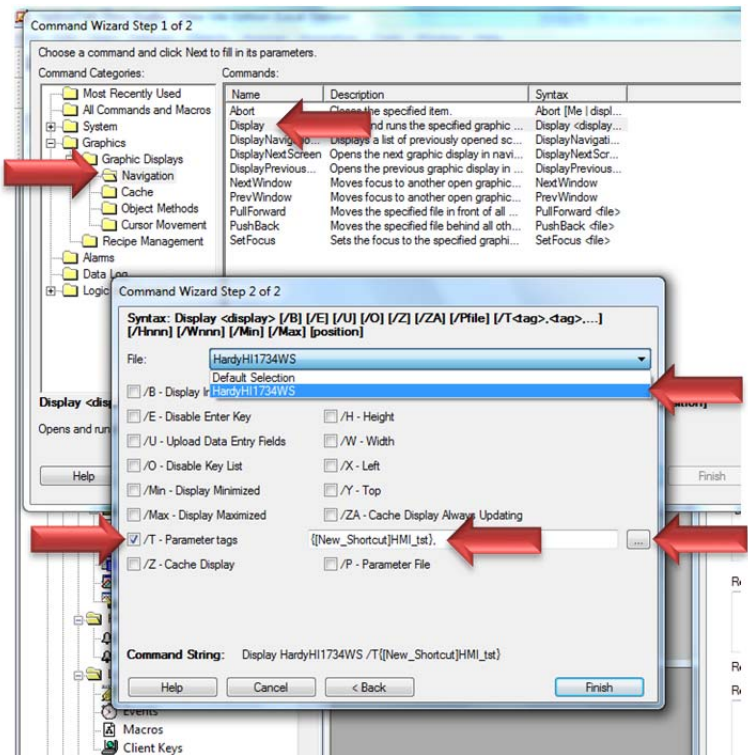 Command Wizard Step 1 of 2
Choose a command and click Next to fill in its parameters.
Command Categories:
Most Recently Used
All Commands and Macros
System
Graphics
Graphic Displays
Navigation
Cache
Object Methods
Cursor Movement
Recipe Management
Alarms
Data Log
Logic
Commands:
Name Description Syntax
Abort Closes the specified item. Abort [Me | displ...
Display and runs the specified graphic ... Display <display...
DisplayNavigatio... Displays a list of previously opened sc... DisplayNavigati...
DisplayNextScreen Opens the next graphic display in navi... DisplayNextScr...
DisplayPrevious... Opens the previous graphic display in ... DisplayPrevious...
NextWindow Moves focus to another open graphic... NextWindow
PrevWindow Moves focus to another open graphic... PrevWindow
PullForward Moves the specified file in front of all ... PullForward <file>
PushBack Moves the specified file behind all oth... PushBack <file>
SetFocus Sets the focus to the specified graphi... SetFocus <file>
Display <disp
Opens and run
Help
Finish
Command Wizard Step 2 of 2
Syntax: Display <display> [/B] [/E] [/U] [/O] [/Z] [/ZA] [/Pfile] [/T<tag>,<tag>,...]
[/Hnnn] [/Wnnn] [/Min] [/Max] [position]
File: HardyHI1734WS
Default Selection
HardyHI1734WS
/B - Display In
/E - Disable Enter Key /H - Height
/U - Upload Data Entry Fields /W - Width
/O - Disable Key List /X - Left
/Min - Display Minimized /Y - Top
/Max - Display Maximized /ZA - Cache Display Always Updating
/T - Parameter tags {[New_Shortcut]HMI_tst}, ...
/Z - Cache Display /P - Parameter File
Command String: Display HardyHI1734WS /T{[New_Shortcut]HMI_tst}
Help Cancel < Back Finish
Events
Macros
Client Keys